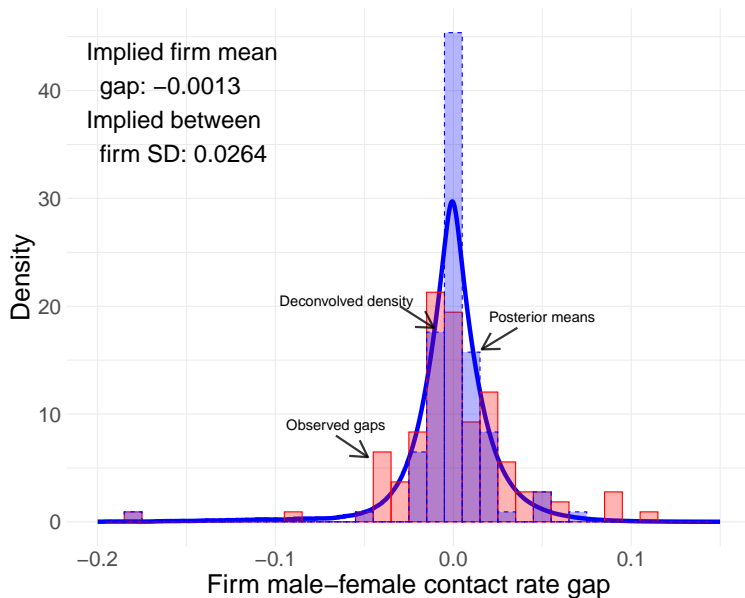 Implied firm mean
gap: −0.0013
Implied between
firm SD: 0.0264
Density
40
30
20
10
0
Deconvolved density
Posterior means
Observed gaps
−0.2
−0.1
0.0
0.1
Firm male−female contact rate gap